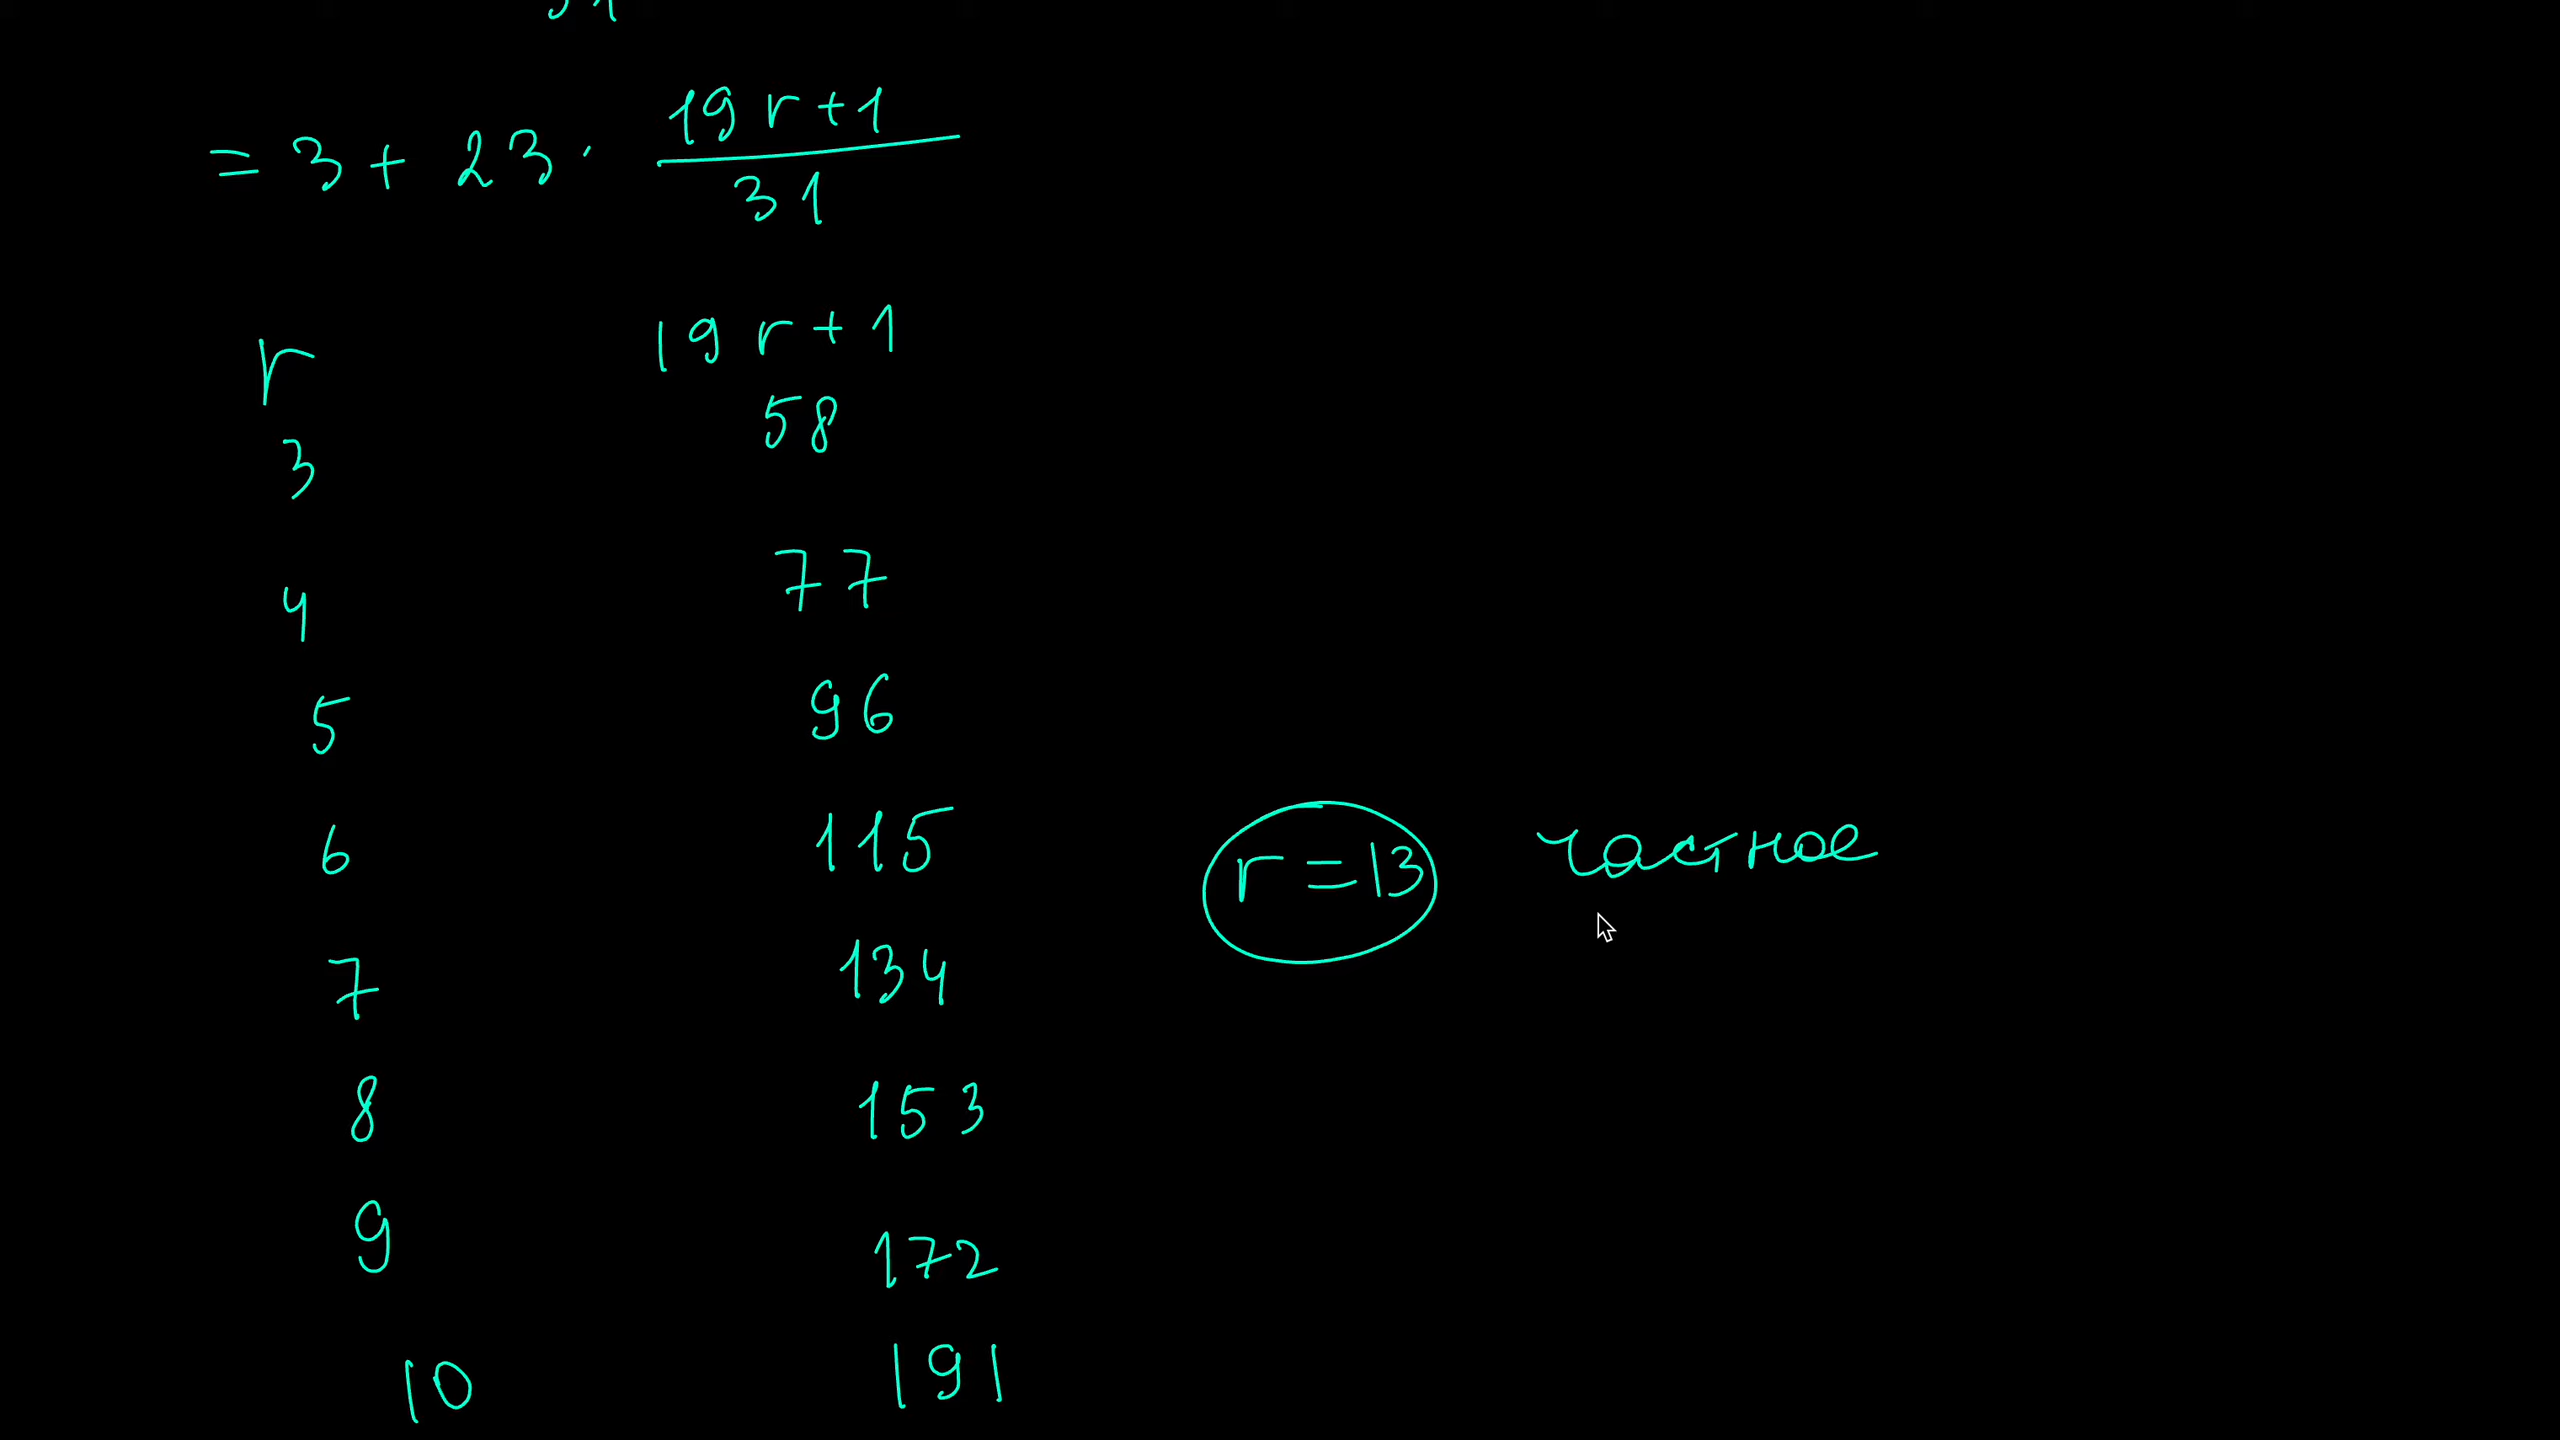 = 3 + 23 · (19r+1)/31
r 19r+1
3 58
4 77
5 96
6 115
r = 13 частное
7 134
8 153
9 172
10 191